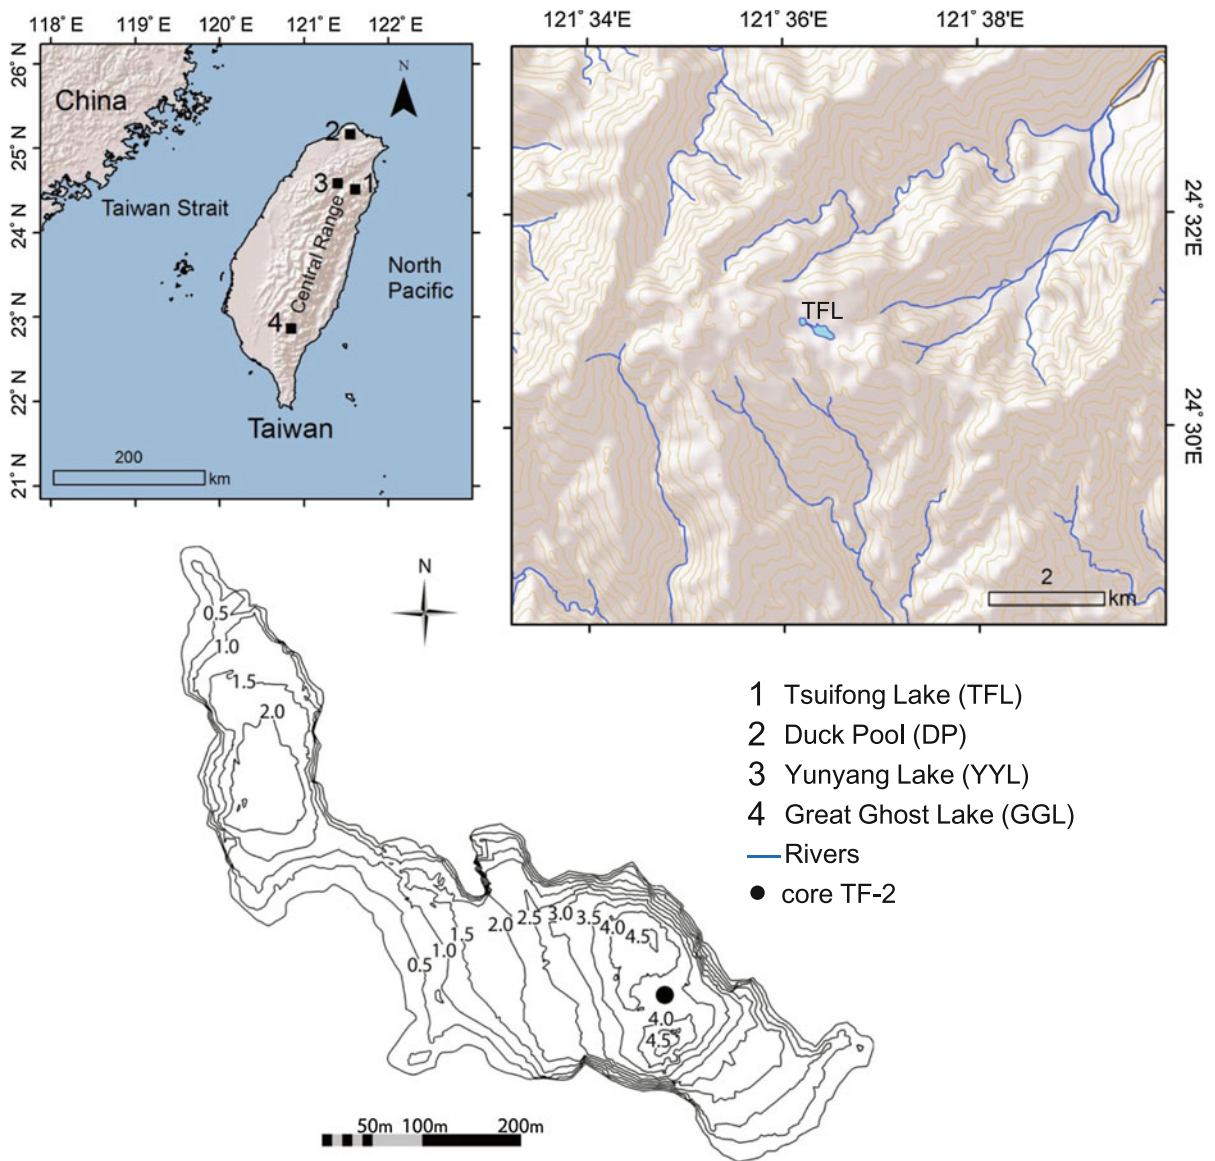 118° E
119° E
120° E
121° E
122° E
26° N
25° N
24° N
23° N
22° N
21° N
China
N
2
3
1
Taiwan Strait
Central Range
North
Pacific
4
Taiwan
200
km
121° 34'E
121° 36'E
121° 38'E
24° 32'E
24° 30'E
TFL
2
km
N
0.5
1.0
1.5
2.0
0.5
1.0
1.5
2.0
2.5
3.0
3.5
4.0
4.5
4.0
4.5
50m
100m
200m
1 Tsuifong Lake (TFL)
2 Duck Pool (DP)
3 Yunyang Lake (YYL)
4 Great Ghost Lake (GGL)
Rivers
core TF-2